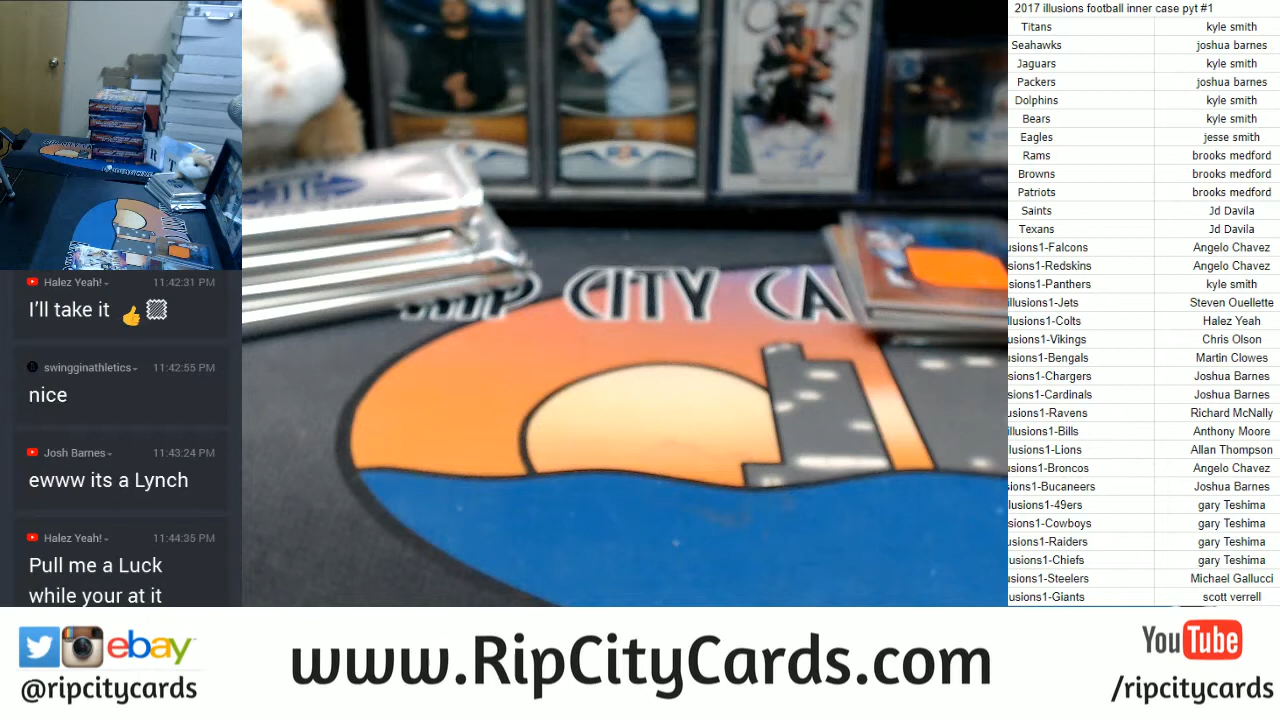 Halez Yeah! 11:42:31 PM
I'll take it 👍
swingginathletics 11:42:55 PM
nice
Josh Barnes 11:43:24 PM
ewww its a Lynch
Halez Yeah! 11:44:35 PM
Pull me a Luck
while your at it
RIP CITY CA
2017 illusions football inner case pyt #1
Titans kyle smith
Seahawks joshua barnes
Jaguars kyle smith
Packers joshua barnes
Dolphins kyle smith
Bears kyle smith
Eagles jesse smith
Rams brooks medford
Browns brooks medford
Patriots brooks medford
Saints Jd Davila
Texans Jd Davila
usions1-Falcons Angelo Chavez
sions1-Redskins Angelo Chavez
sions1-Panthers kyle smith
illusions1-Jets Steven Ouellette
llusions1-Colts Halez Yeah
usions1-Vikings Chris Olson
usions1-Bengals Martin Clowes
sions1-Chargers Joshua Barnes
sions1-Cardinals Joshua Barnes
usions1-Ravens Richard McNally
illusions1-Bills Anthony Moore
lusions1-Lions Allan Thompson
usions1-Broncos Angelo Chavez
ions1-Bucaneers Joshua Barnes
lusions1-49ers gary Teshima
sions1-Cowboys gary Teshima
usions1-Raiders gary Teshima
usions1-Chiefs gary Teshima
usions1-Steelers Michael Gallucci
lusions1-Giants scott verrell
ebay
@ripcitycards
www.RipCityCards.com
YouTube
/ripcitycards